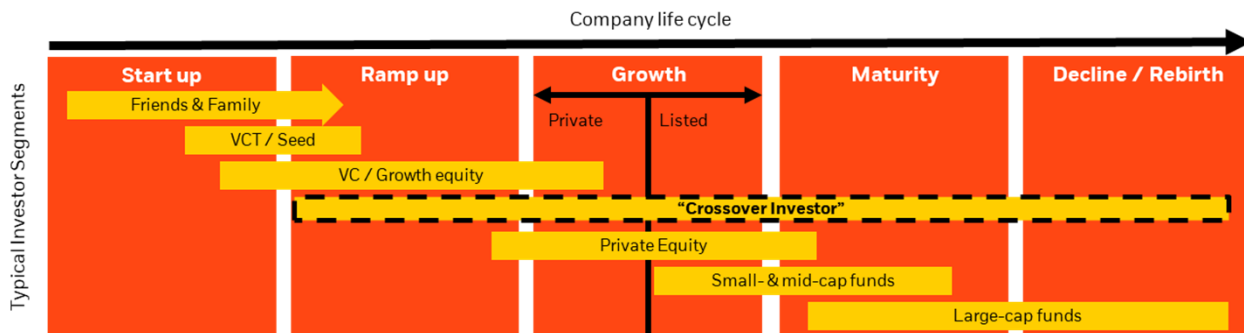 Company life cycle
Start up
Ramp up
Growth
Maturity
Decline / Rebirth
Typical Investor Segments
Friends & Family
Private
Listed
VCT / Seed
VC / Growth equity
“Crossover Investor”
Private Equity
Small- & mid-cap funds
Large-cap funds